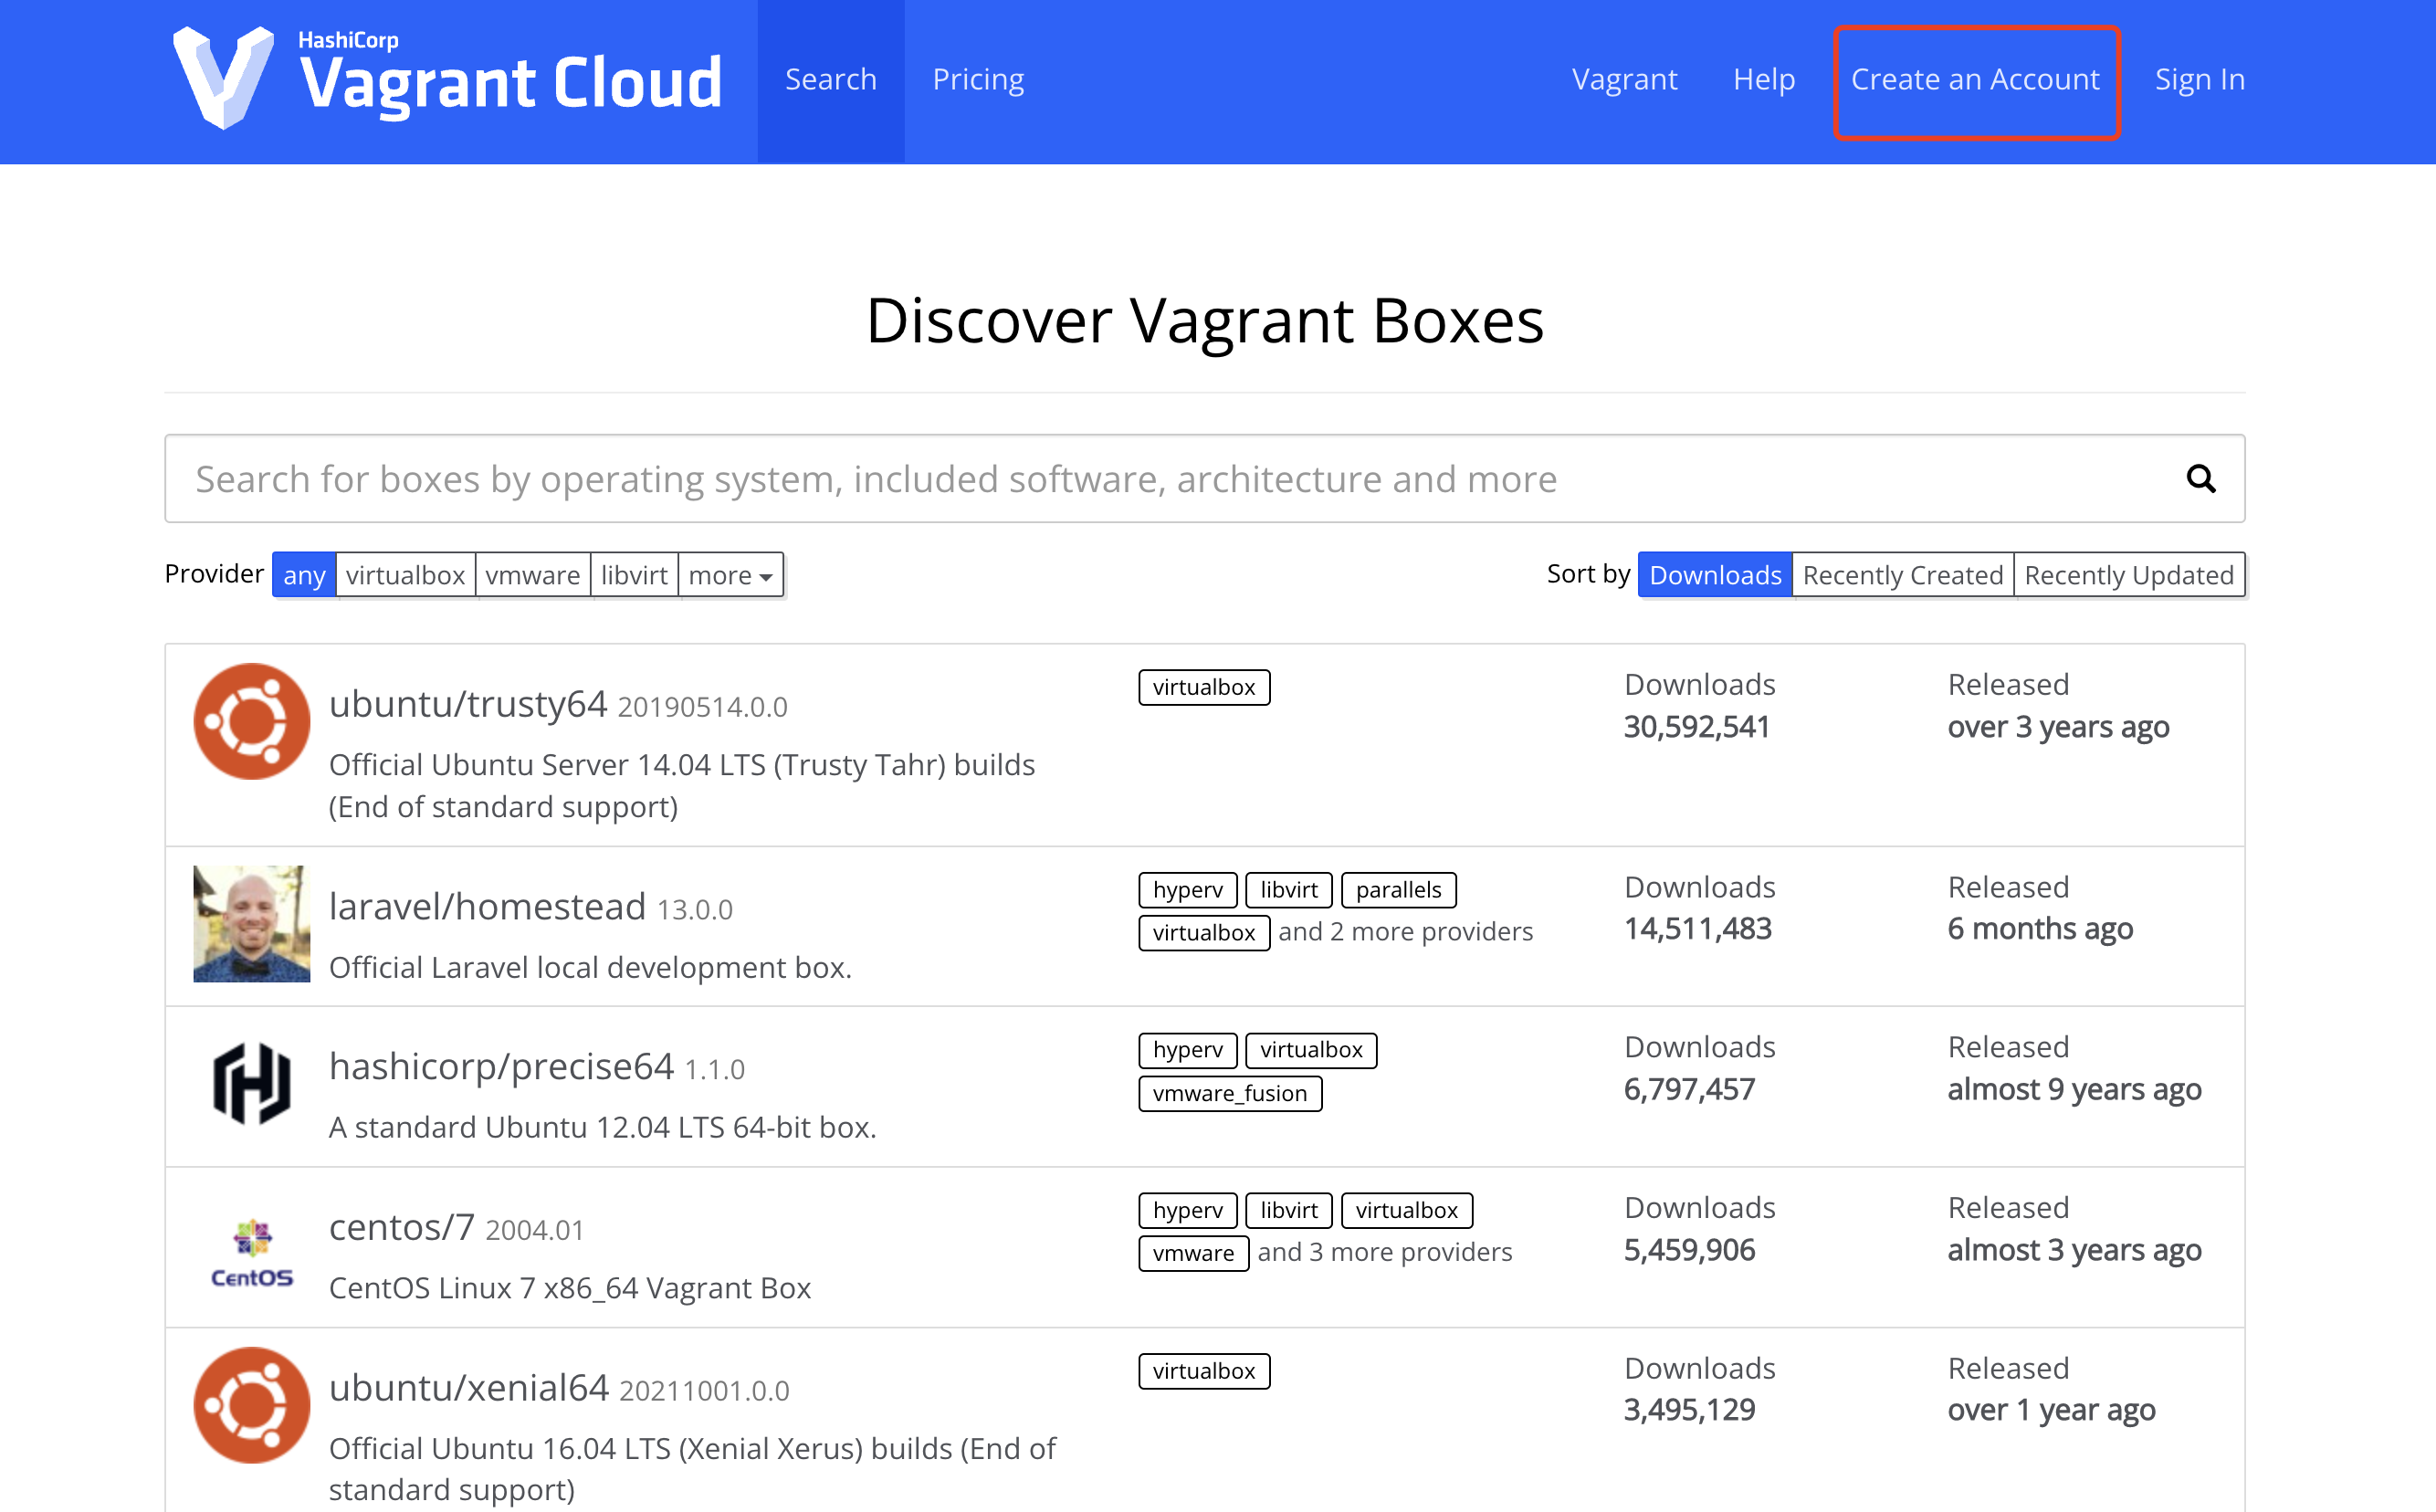 HashiCorp
Vagrant Cloud
Search
Pricing
Vagrant
Help
Create an Account
Sign In
Discover Vagrant Boxes
Search for boxes by operating system, included software, architecture and more
Provider
any
virtualbox
vmware
libvirt
more
Sort by
Downloads
Recently Created
Recently Updated
ubuntu/trusty64 20190514.0.0
Official Ubuntu Server 14.04 LTS (Trusty Tahr) builds
(End of standard support)
virtualbox
Downloads
30,592,541
Released
over 3 years ago
laravel/homestead 13.0.0
Official Laravel local development box.
hyperv libvirt parallels
virtualbox and 2 more providers
Downloads
14,511,483
Released
6 months ago
hashicorp/precise64 1.1.0
A standard Ubuntu 12.04 LTS 64-bit box.
hyperv virtualbox
vmware_fusion
Downloads
6,797,457
Released
almost 9 years ago
CentOS
centos/7 2004.01
CentOS Linux 7 x86_64 Vagrant Box
hyperv libvirt virtualbox
vmware and 3 more providers
Downloads
5,459,906
Released
almost 3 years ago
ubuntu/xenial64 20211001.0.0
Official Ubuntu 16.04 LTS (Xenial Xerus) builds (End of
standard support)
virtualbox
Downloads
3,495,129
Released
over 1 year ago